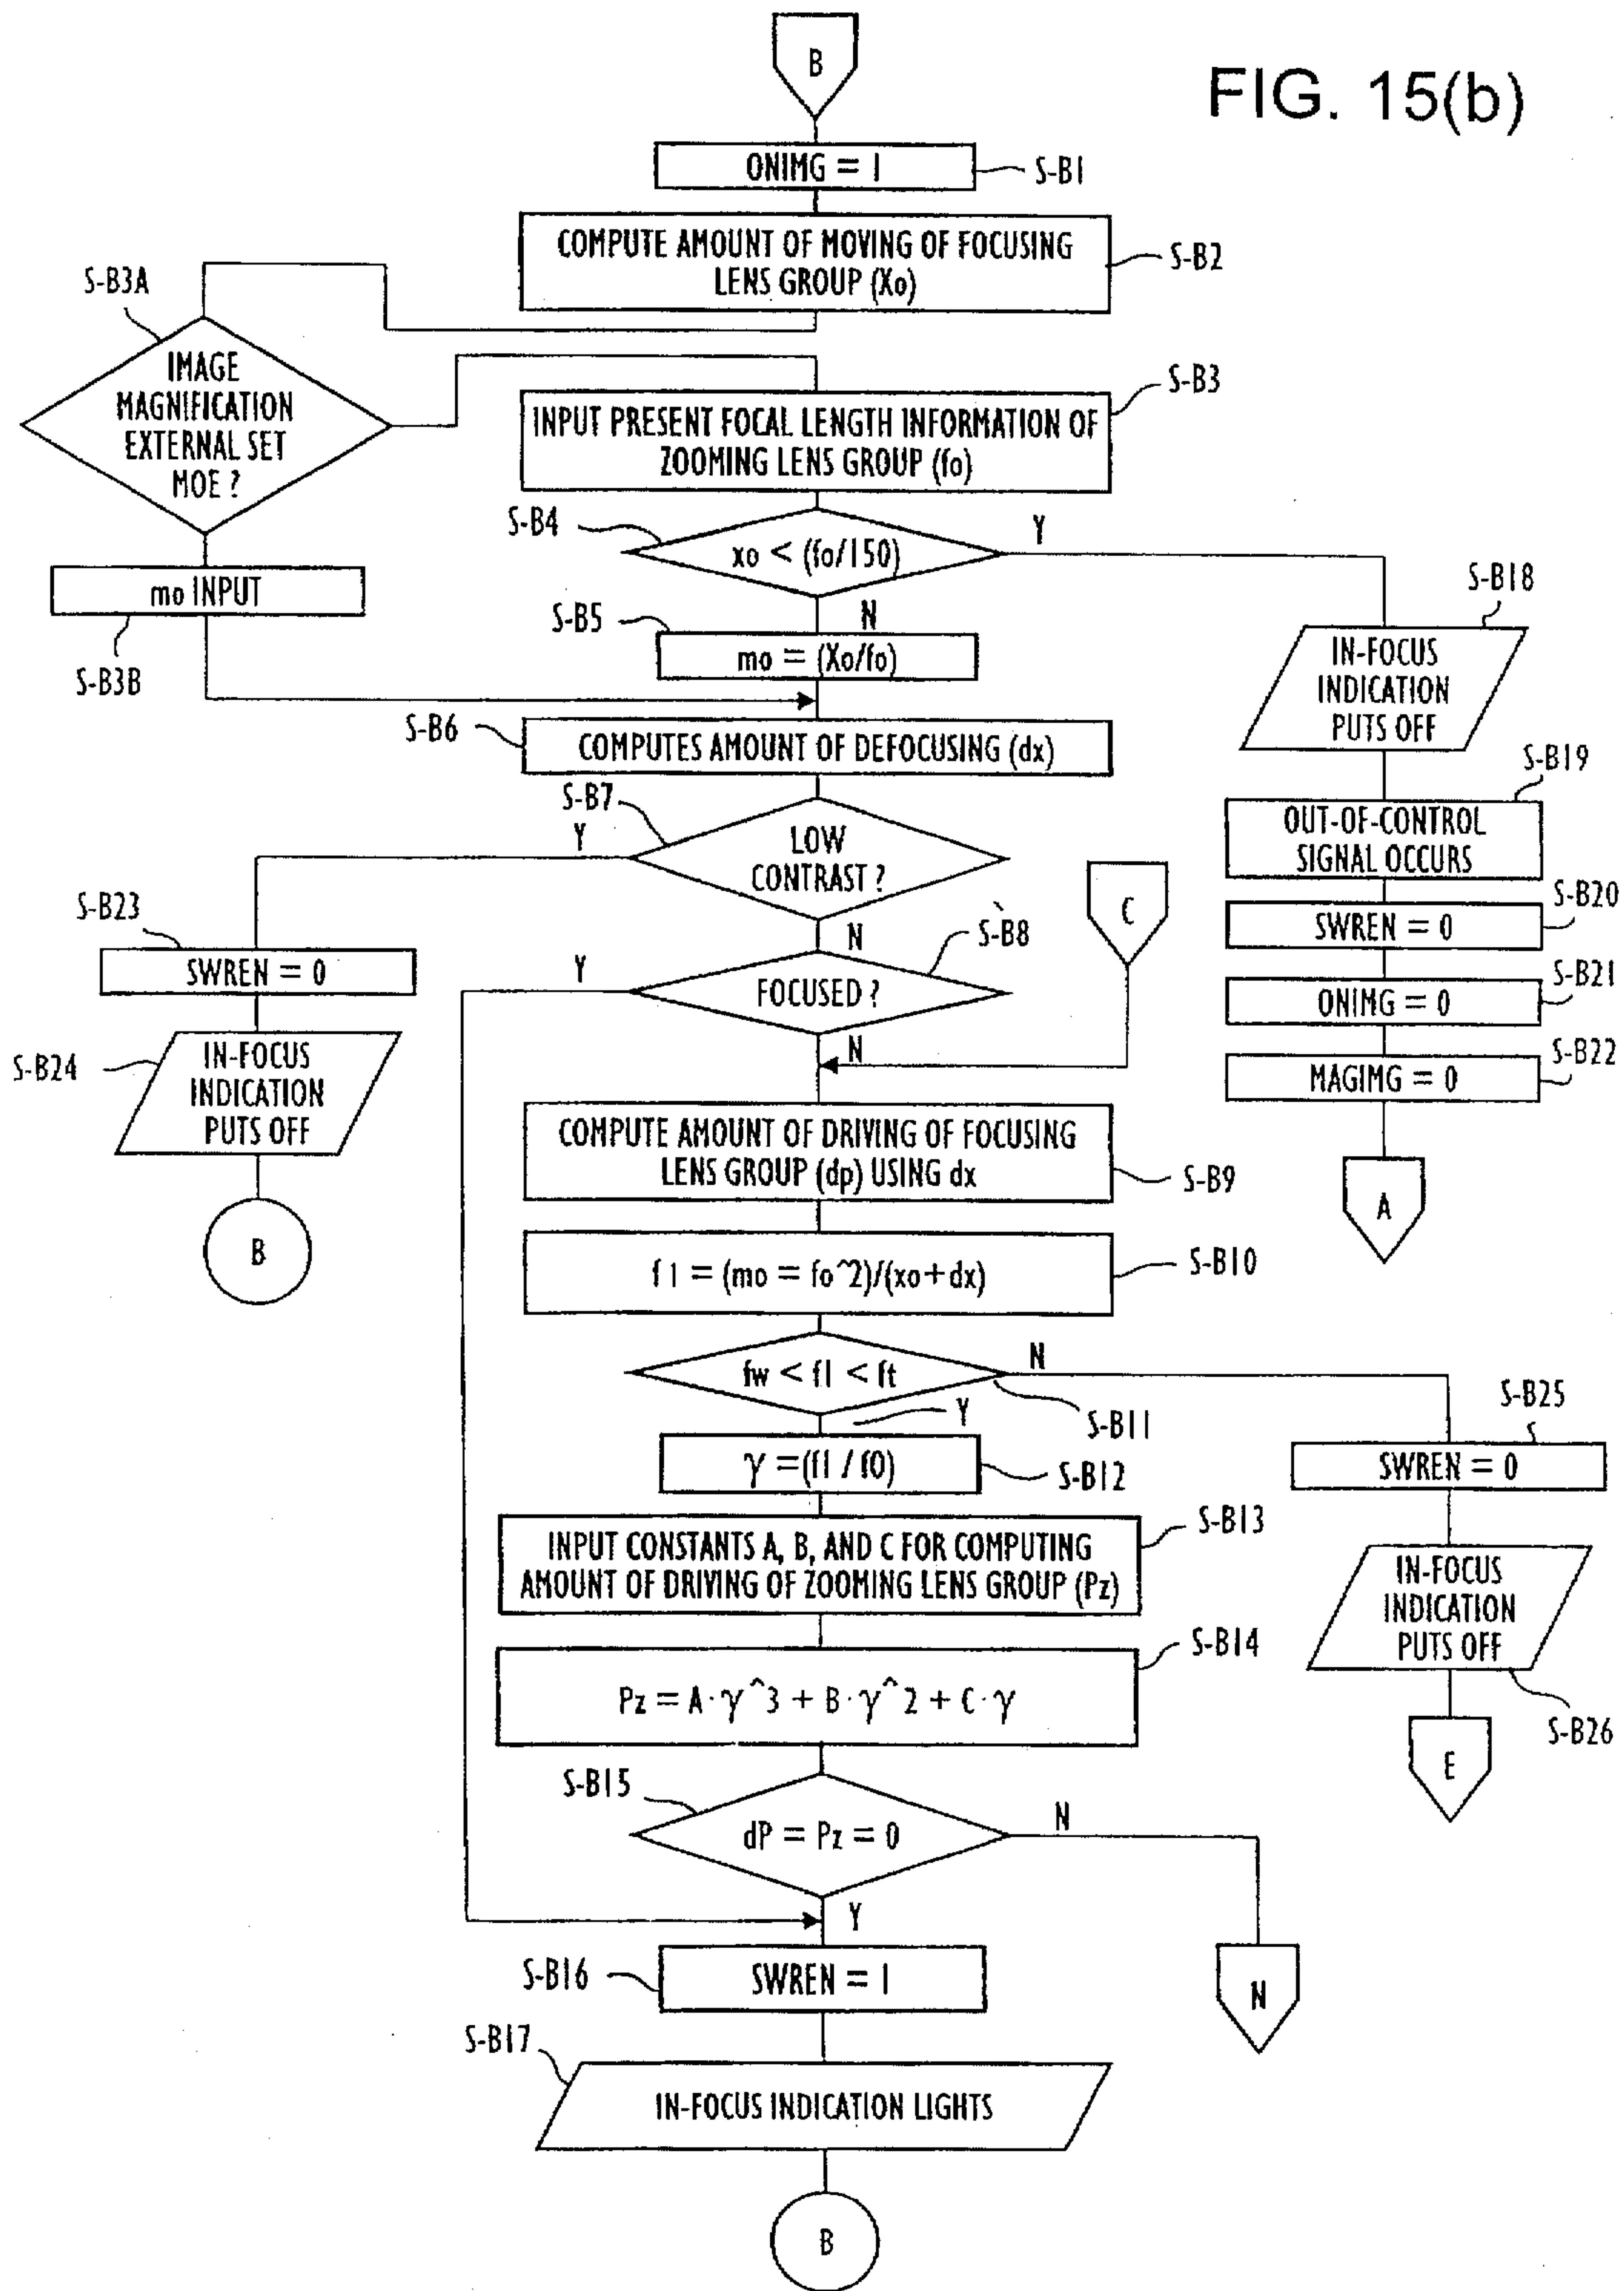 FIG. 15(b)
B
ONIMG = 1
S-B1
COMPUTE AMOUNT OF MOVING OF FOCUSING
LENS GROUP (Xo)
S-B2
S-B3A
IMAGE
MAGNIFICATION
EXTERNAL SET
MOE ?
S-B3
INPUT PRESENT FOCAL LENGTH INFORMATION OF
ZOOMING LENS GROUP (fo)
S-B4
xo < (fo/150)
Y
N
mo INPUT
S-B3B
S-B5
mo = (Xo/fo)
S-B18
IN-FOCUS
INDICATION
PUTS OFF
S-B6
COMPUTES AMOUNT OF DEFOCUSING (dx)
S-B19
OUT-OF-CONTROL
SIGNAL OCCURS
S-B7
Y
LOW
CONTRAST ?
N
C
S-B20
SWREN = 0
S-B23
SWREN = 0
S-B8
Y
FOCUSED ?
N
S-B21
ONIMG = 0
S-B24
IN-FOCUS
INDICATION
PUTS OFF
B
S-B22
MAGIMG = 0
A
COMPUTE AMOUNT OF DRIVING OF FOCUSING
LENS GROUP (dp) USING dx
S-B9
f1 = (mo = fo^2)/(xo+dx)
S-B10
fw < f1 < ft
N
S-B11
Y
γ =(f1 / f0)
S-B12
S-B25
SWREN = 0
S-B13
INPUT CONSTANTS A, B, AND C FOR COMPUTING
AMOUNT OF DRIVING OF ZOOMING LENS GROUP (Pz)
IN-FOCUS
INDICATION
PUTS OFF
S-B26
E
S-B14
Pz = A·γ^3 + B·γ^2 + C·γ
S-B15
dP = Pz = 0
N
Y
N
S-B16
SWREN = 1
S-B17
IN-FOCUS INDICATION LIGHTS
B